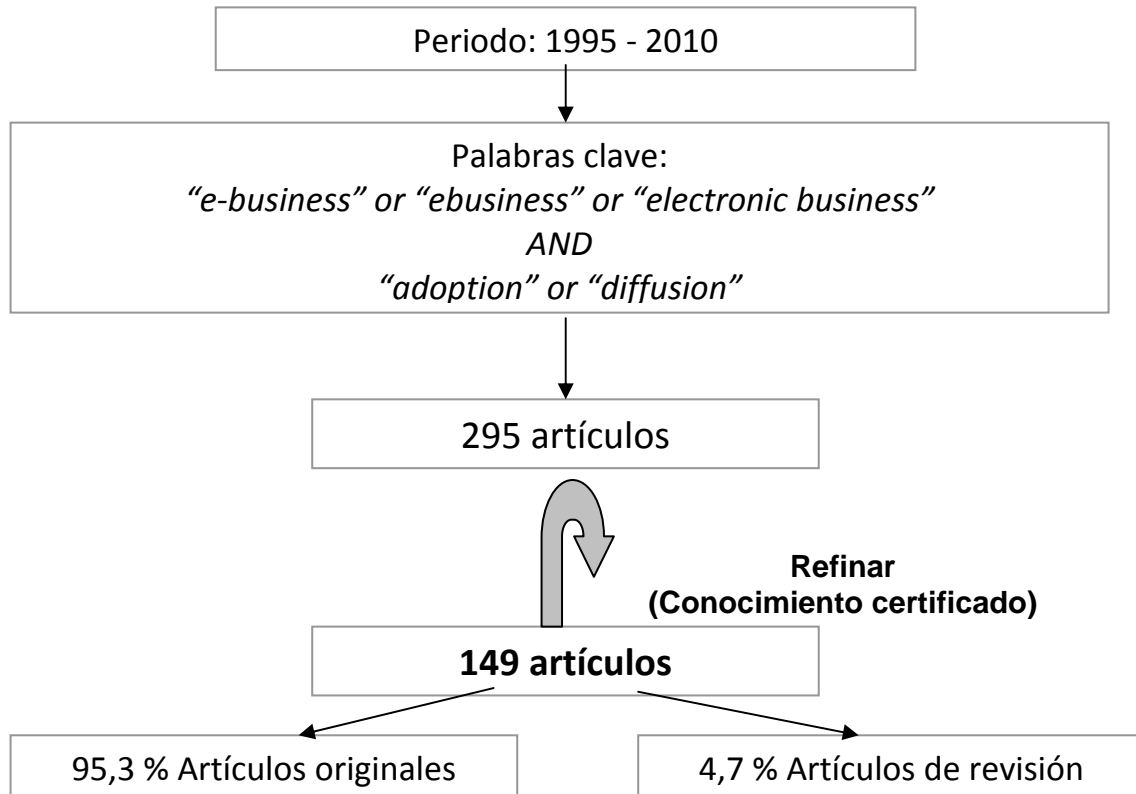 Periodo: 1995 - 2010
Palabras clave:
“e-business” or “ebusiness” or “electronic business”
AND
“adoption” or “diffusion”
295 artículos
Refinar
(Conocimiento certificado)
149 artículos
95,3 % Artículos originales
4,7 % Artículos de revisión